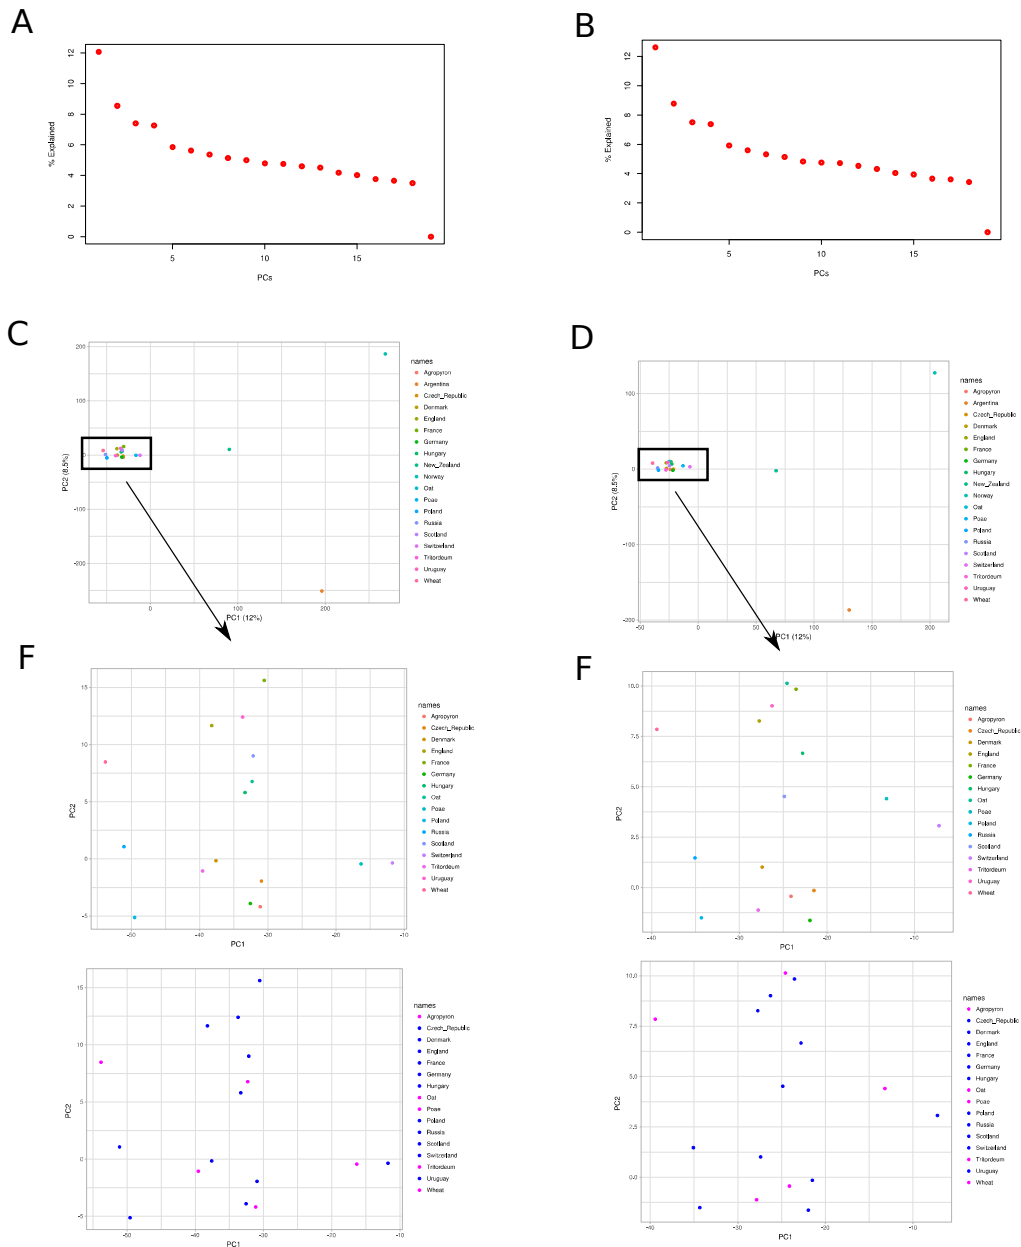 A
B
% Explained
12
10
8
6
4
2
0
5
10
15
PCs
% Explained
12
10
8
6
4
2
0
5
10
15
PCs
C
D
PC2 (8.5%)
200
100
0
-100
-200
0
100
200
PC1 (12%)
names
Agropyron
Argentina
Czech_Republic
Denmark
England
France
Germany
Hungary
New_Zealand
Norway
Oat
Poae
Poland
Russia
Scotland
Switzerland
Tritordeum
Uruguay
Wheat
PC2 (8.5%)
100
0
-100
-200
-50
0
50
100
150
200
PC1 (12%)
names
Agropyron
Argentina
Czech_Republic
Denmark
England
France
Germany
Hungary
New_Zealand
Norway
Oat
Poae
Poland
Russia
Scotland
Switzerland
Tritordeum
Uruguay
Wheat
F
F
PC2
15
10
5
0
-5
-50
-40
-30
-20
-10
PC1
names
Agropyron
Czech_Republic
Denmark
England
France
Germany
Hungary
Oat
Poae
Poland
Russia
Scotland
Switzerland
Tritordeum
Uruguay
Wheat
PC2
10.0
7.5
5.0
2.5
0.0
-40
-30
-20
-10
PC1
names
Agropyron
Czech_Republic
Denmark
England
France
Germany
Hungary
Oat
Poae
Poland
Russia
Scotland
Switzerland
Tritordeum
Uruguay
Wheat
PC2
15
10
5
0
-5
-50
-40
-30
-20
-10
PC1
names
Agropyron
Czech_Republic
Denmark
England
France
Germany
Hungary
Oat
Poae
Poland
Russia
Scotland
Switzerland
Tritordeum
Uruguay
Wheat
PC2
10.0
7.5
5.0
2.5
0.0
-40
-30
-20
-10
PC1
names
Agropyron
Czech_Republic
Denmark
England
France
Germany
Hungary
Oat
Poae
Poland
Russia
Scotland
Switzerland
Tritordeum
Uruguay
Wheat